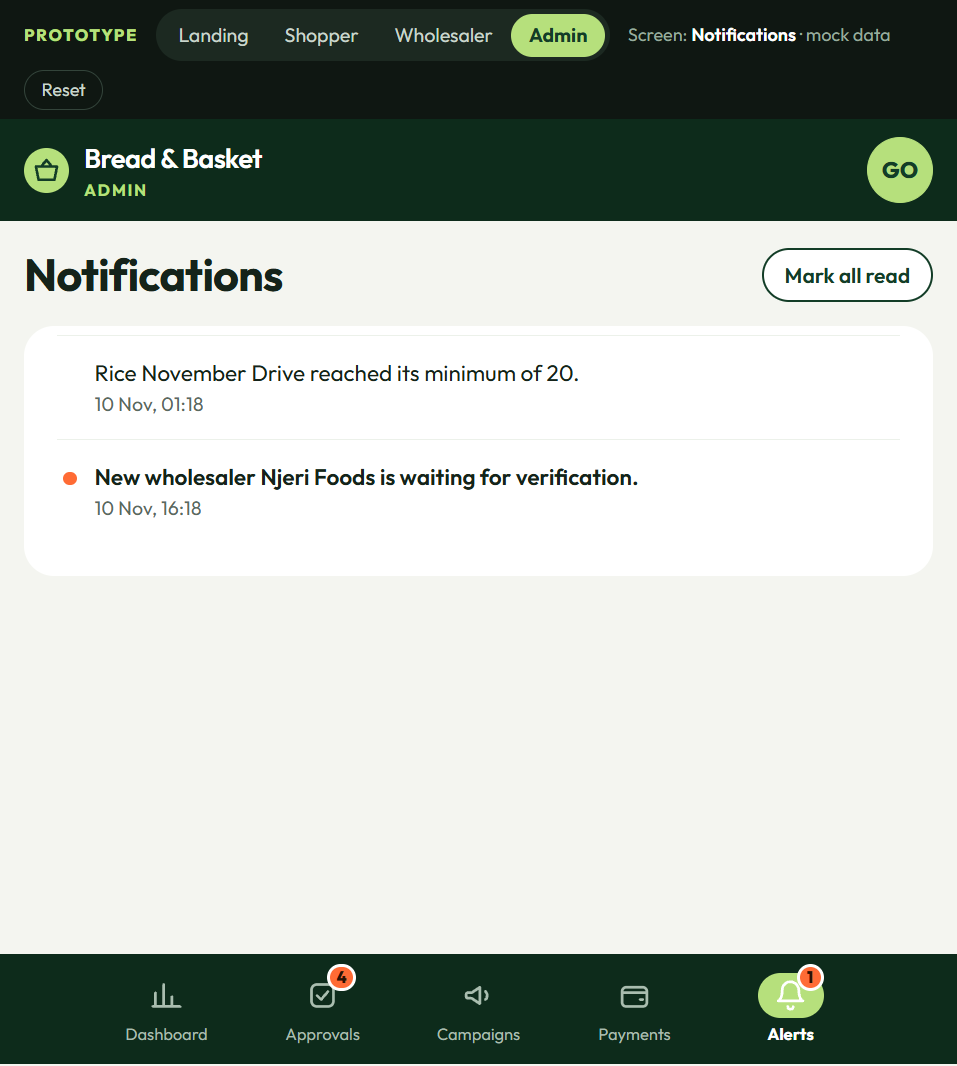 PROTOTYPE Landing Shopper Wholesaler Admin Screen: Notifications · mock data
Reset
Bread & Basket
ADMIN
GO
Notifications
Mark all read
Rice November Drive reached its minimum of 20.
10 Nov, 01:18
New wholesaler Njeri Foods is waiting for verification.
10 Nov, 16:18
4 1
Dashboard Approvals Campaigns Payments Alerts